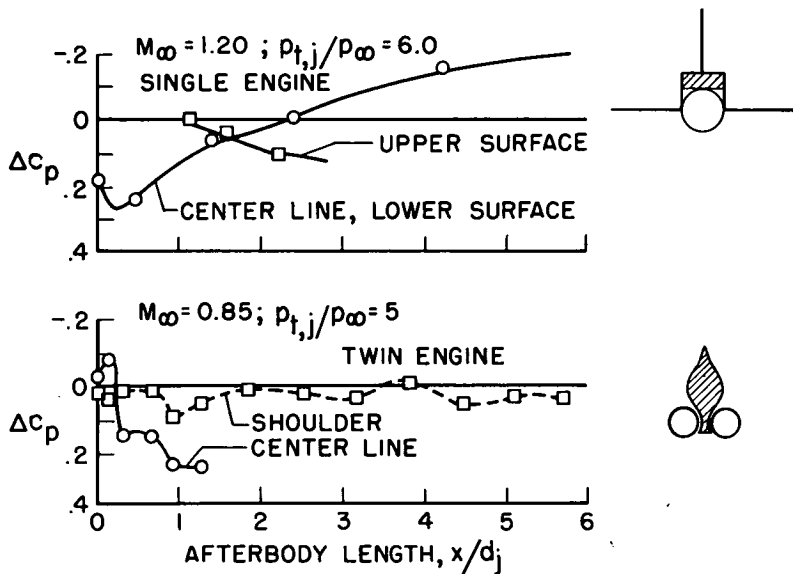 M∞=1.20 ; pt,j/p∞=6.0
SINGLE ENGINE
-.2
0
.2
.4
Δcp
UPPER SURFACE
CENTER LINE, LOWER SURFACE
M∞=0.85; pt,j/p∞=5
TWIN ENGINE
-.2
0
.2
.4
Δcp
SHOULDER
CENTER LINE
0 1 2 3 4 5 6
AFTERBODY LENGTH, x/dj